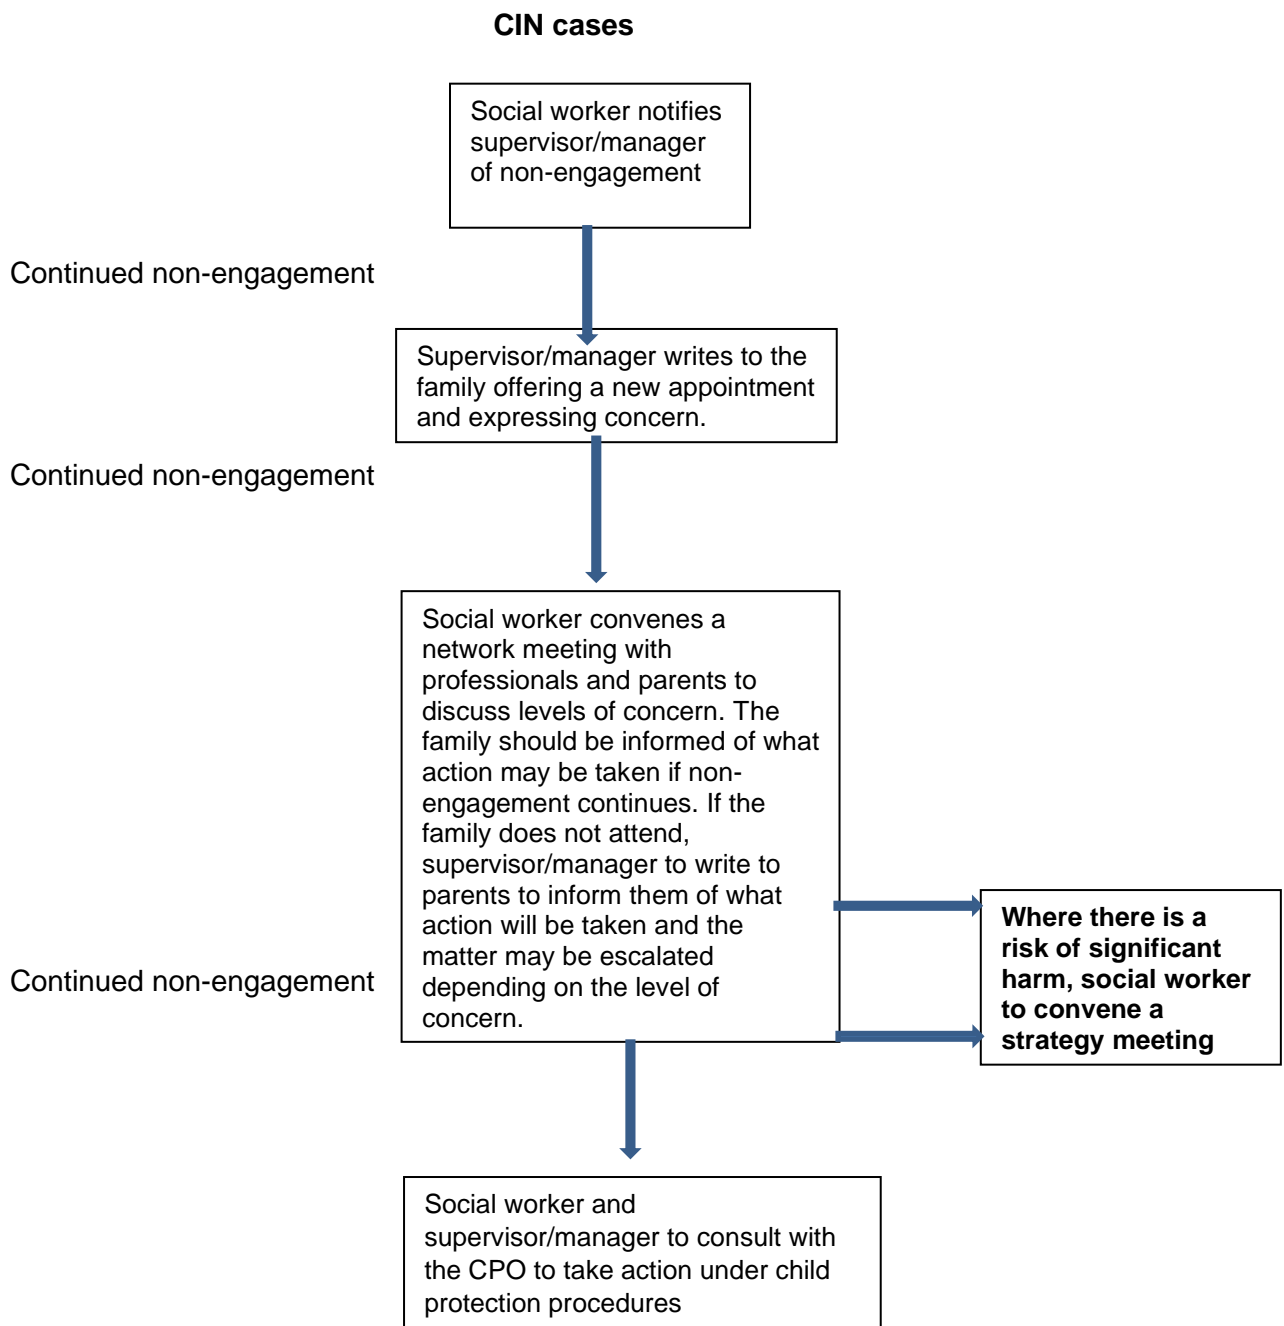 CIN cases
Social worker notifies
supervisor/manager
of non-engagement
Continued non-engagement
Supervisor/manager writes to the
family offering a new appointment
and expressing concern.
Continued non-engagement
Social worker convenes a
network meeting with
professionals and parents to
discuss levels of concern. The
family should be informed of what
action may be taken if non-
engagement continues. If the
family does not attend,
supervisor/manager to write to
parents to inform them of what
action will be taken and the
matter may be escalated
depending on the level of
concern.
Where there is a
risk of significant
harm, social worker
to convene a
strategy meeting
Continued non-engagement
Social worker and
supervisor/manager to consult with
the CPO to take action under child
protection procedures